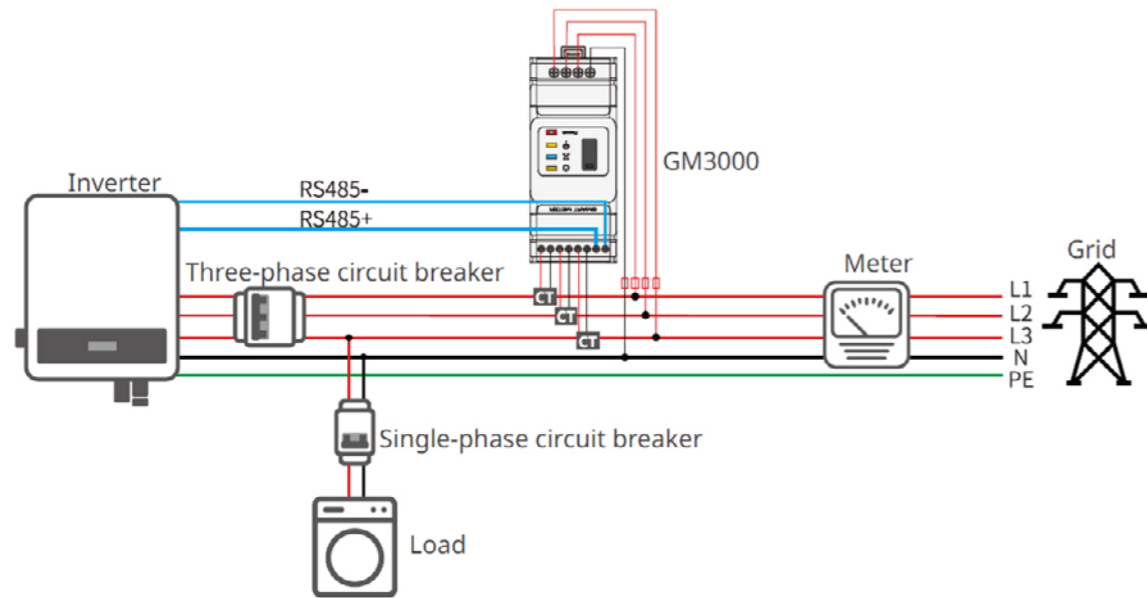 GM3000
Inverter
RS485-
RS485+
Three-phase circuit breaker
CT
CT
CT
Meter
Grid
L1
L2
L3
N
PE
Single-phase circuit breaker
Load